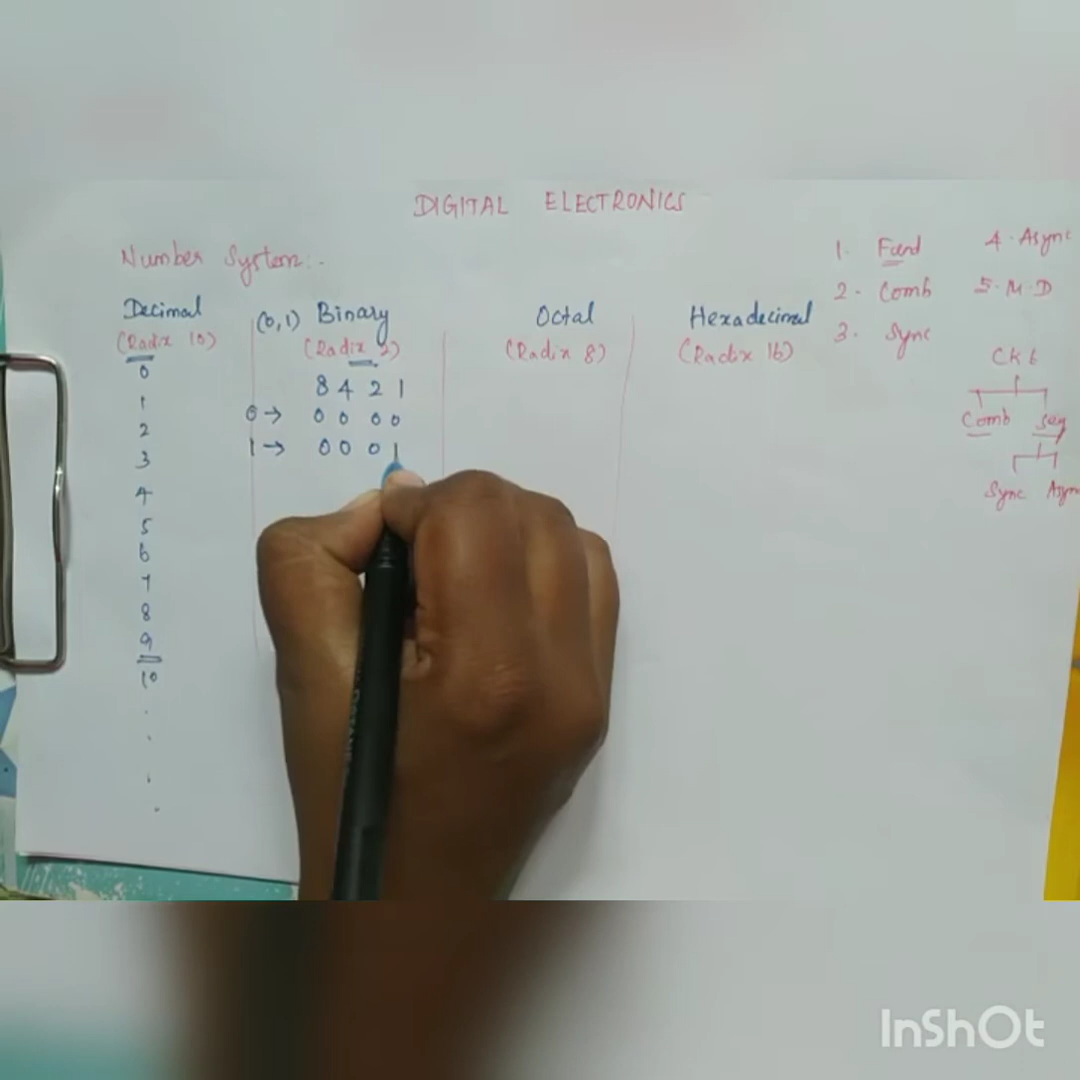 DIGITAL ELECTRONICS
Number System:-
1. Fund 4. Async
2. Comb 5. M.D
3. Sync
Decimal (0,1) Binary Octal Hexadecimal
(Radix 10) (Radix 2) (Radix 8) (Radix 16)
0 8 4 2 1
1 0→ 0 0 0 0
2 1→ 0 0 0 1
3
4
5
6
7
8
9
10
.
.
.
.
Ckt
Comb Seq
Sync
InShOt